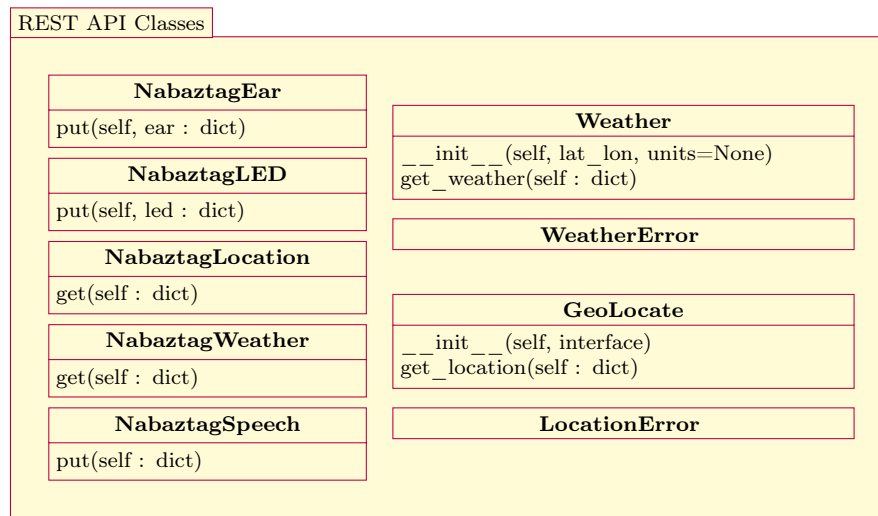 REST API Classes
NabaztagEar
put(self, ear : dict)
NabaztagLED
put(self, led : dict)
NabaztagLocation
get(self : dict)
NabaztagWeather
get(self : dict)
NabaztagSpeech
put(self : dict)
Weather
__init__(self, lat_lon, units=None)
get_weather(self : dict)
WeatherError
GeoLocate
__init__(self, interface)
get_location(self : dict)
LocationError